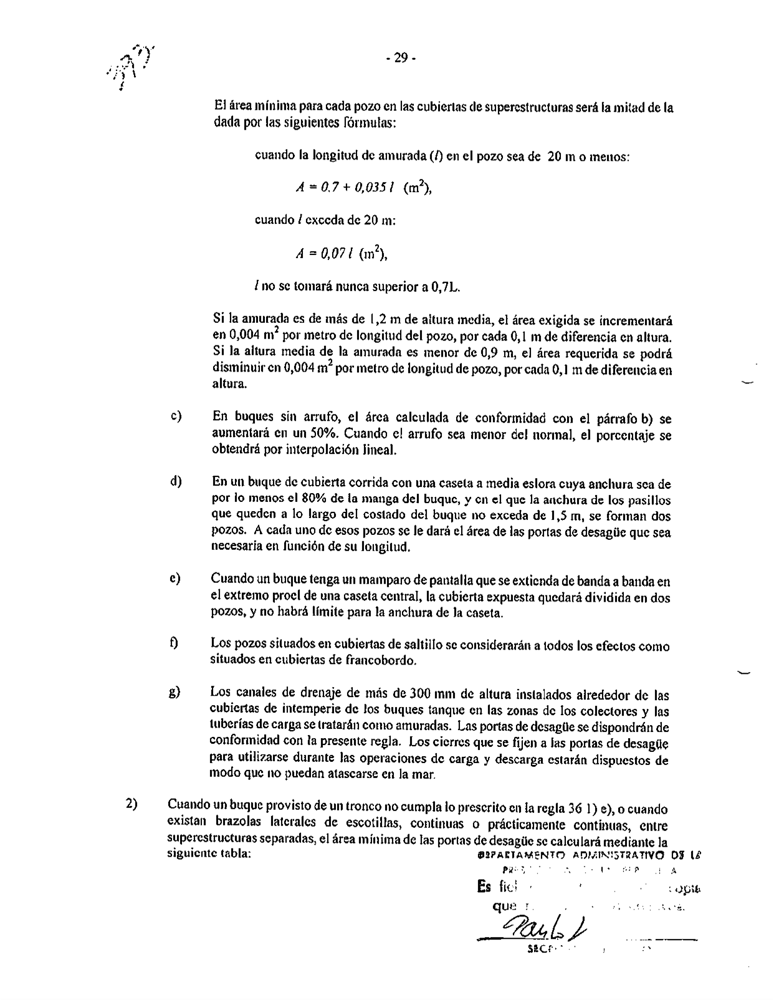 - 29 -
El área mínima para cada pozo en las cubiertas de superestructuras será la mitad de la
dada por las siguientes fórmulas:
cuando la longitud de amurada (l) en el pozo sea de 20 m o menos:
A = 0.7 + 0,035 l (m²),
cuando l exceda de 20 m:
A = 0,07 l (m²),
l no se tomará nunca superior a 0,7L.
Si la amurada es de más de 1,2 m de altura media, el área exigida se incrementará
en 0,004 m² por metro de longitud del pozo, por cada 0,1 m de diferencia en altura.
Si la altura media de la amurada es menor de 0,9 m, el área requerida se podrá
disminuir en 0,004 m² por metro de longitud de pozo, por cada 0,1 m de diferencia en
altura.
c) En buques sin arrufo, el área calculada de conformidad con el párrafo b) se
aumentará en un 50%. Cuando el arrufo sea menor del normal, el porcentaje se
obtendrá por interpolación lineal.
d) En un buque de cubierta corrida con una caseta a media eslora cuya anchura sea de
por lo menos el 80% de la manga del buque, y en el que la anchura de los pasillos
que queden a lo largo del costado del buque no exceda de 1,5 m, se forman dos
pozos. A cada uno de esos pozos se le dará el área de las portas de desagüe que sea
necesaria en función de su longitud.
e) Cuando un buque tenga un mamparo de pantalla que se extienda de banda a banda en
el extremo proel de una caseta central, la cubierta expuesta quedará dividida en dos
pozos, y no habrá límite para la anchura de la caseta.
f) Los pozos situados en cubiertas de saltillo se considerarán a todos los efectos como
situados en cubiertas de francobordo.
g) Los canales de drenaje de más de 300 mm de altura instalados alrededor de las
cubiertas de intemperie de los buques tanque en las zonas de los colectores y las
tuberías de carga se tratarán como amuradas. Las portas de desagüe se dispondrán de
conformidad con la presente regla. Los cierres que se fijen a las portas de desagüe
para utilizarse durante las operaciones de carga y descarga estarán dispuestos de
modo que no puedan atascarse en la mar.
2) Cuando un buque provisto de un tronco no cumpla lo prescrito en la regla 36 1) e), o cuando
existan brazolas laterales de escotillas, continuas o prácticamente continuas, entre
superestructuras separadas, el área mínima de las portas de desagüe se calculará mediante la
siguiente tabla:
DEPARTAMENTO ADMINISTRATIVO DE LA
Es fiel
que